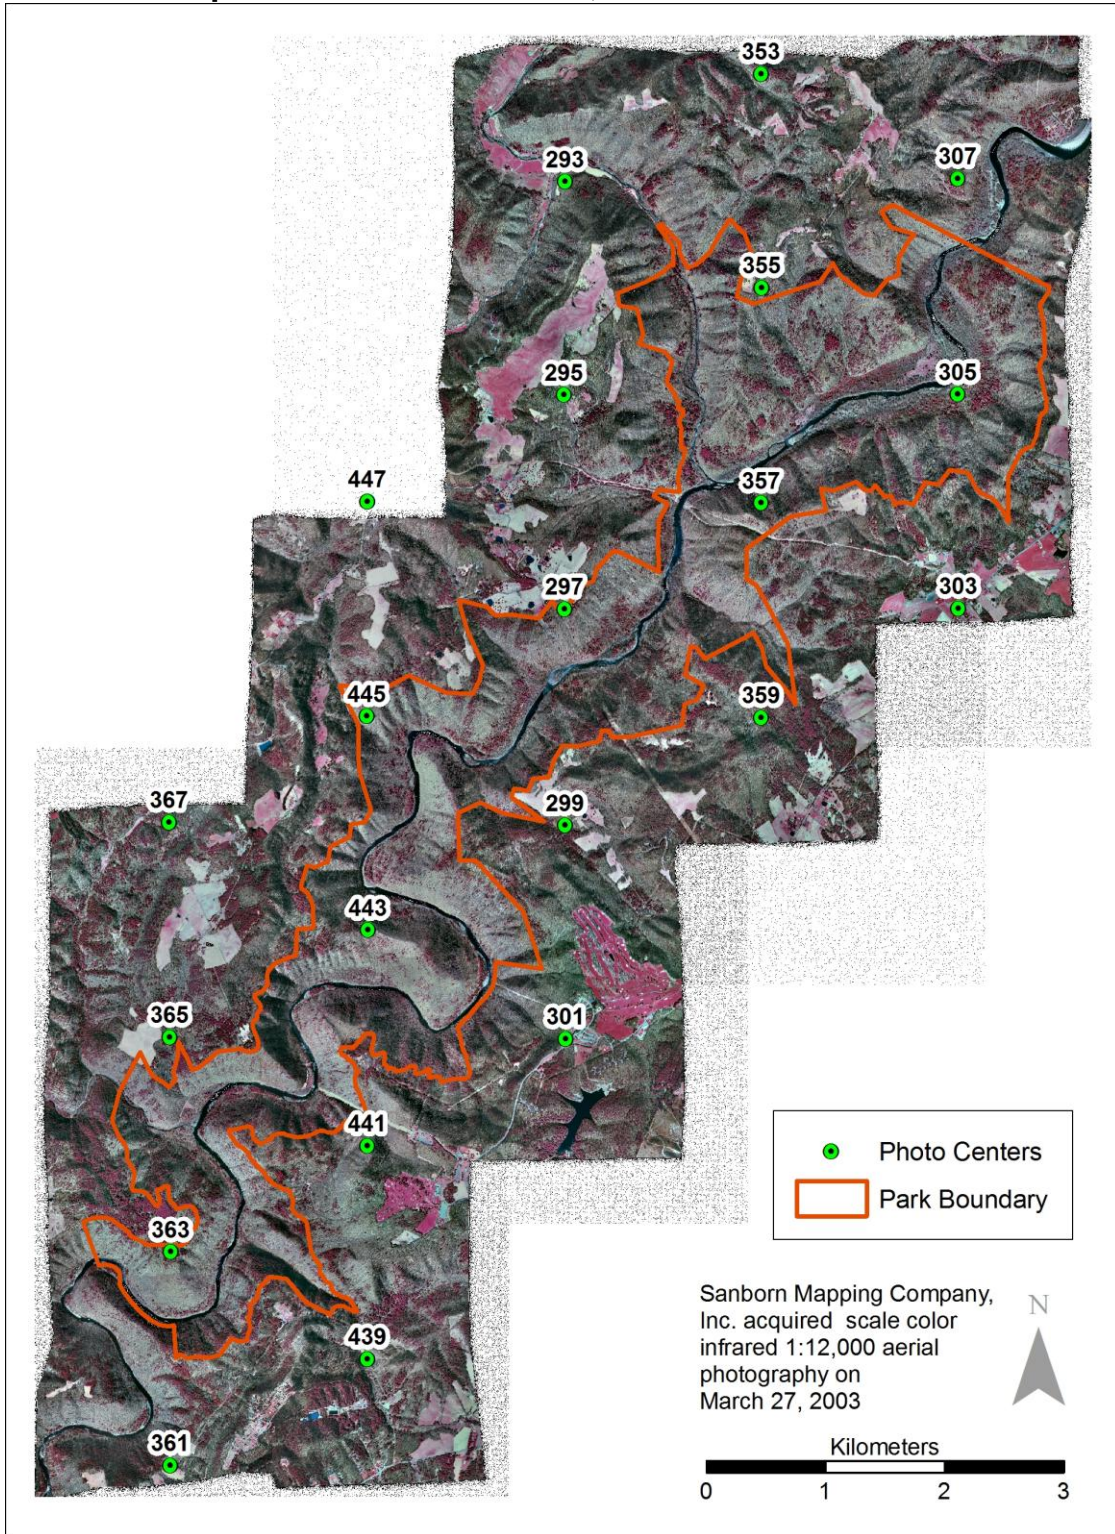 353
307
293
355
295
305
447
357
297
303
445
359
367
299
443
365
301
441
363
439
361
Photo Centers
Park Boundary
Sanborn Mapping Company,
Inc. acquired  scale color
infrared 1:12,000 aerial
photography on
March 27, 2003
N
Kilometers
0 1 2 3